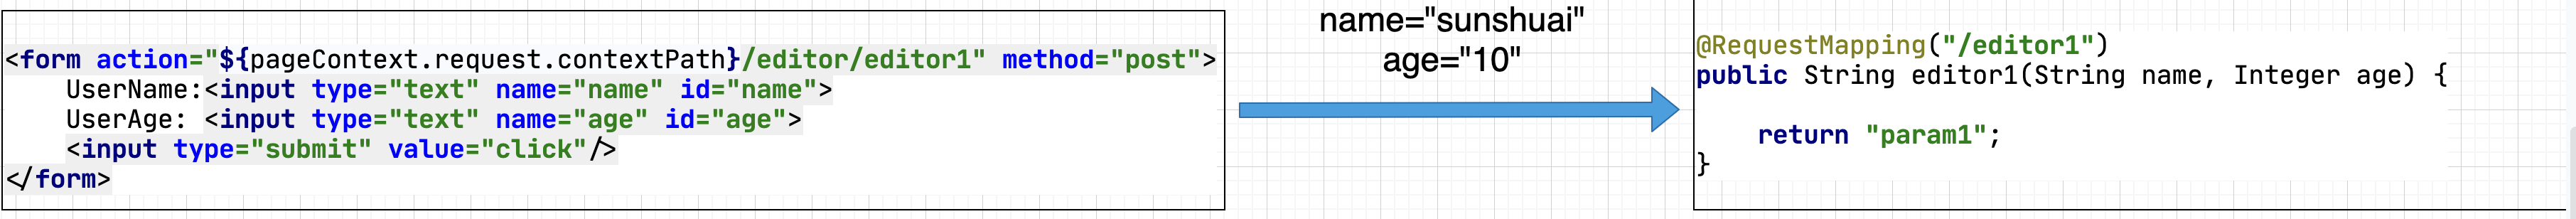 <form action="${pageContext.request.contextPath}/editor/editor1" method="post">
    UserName:<input type="text" name="name" id="name">
    UserAge: <input type="text" name="age" id="age">
    <input type="submit" value="click"/>
</form>
name="sunshuai"
age="10"
@RequestMapping("/editor1")
public String editor1(String name, Integer age) {
    return "param1";
}